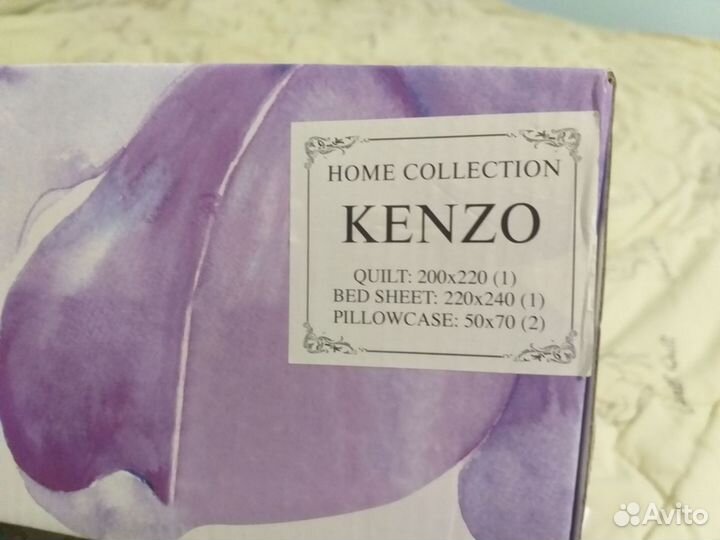 HOME COLLECTION
KENZO
QUILT: 200x220 (1)
BED SHEET: 220x240 (1)
PILLOWCASE: 50x70 (2)
Avito